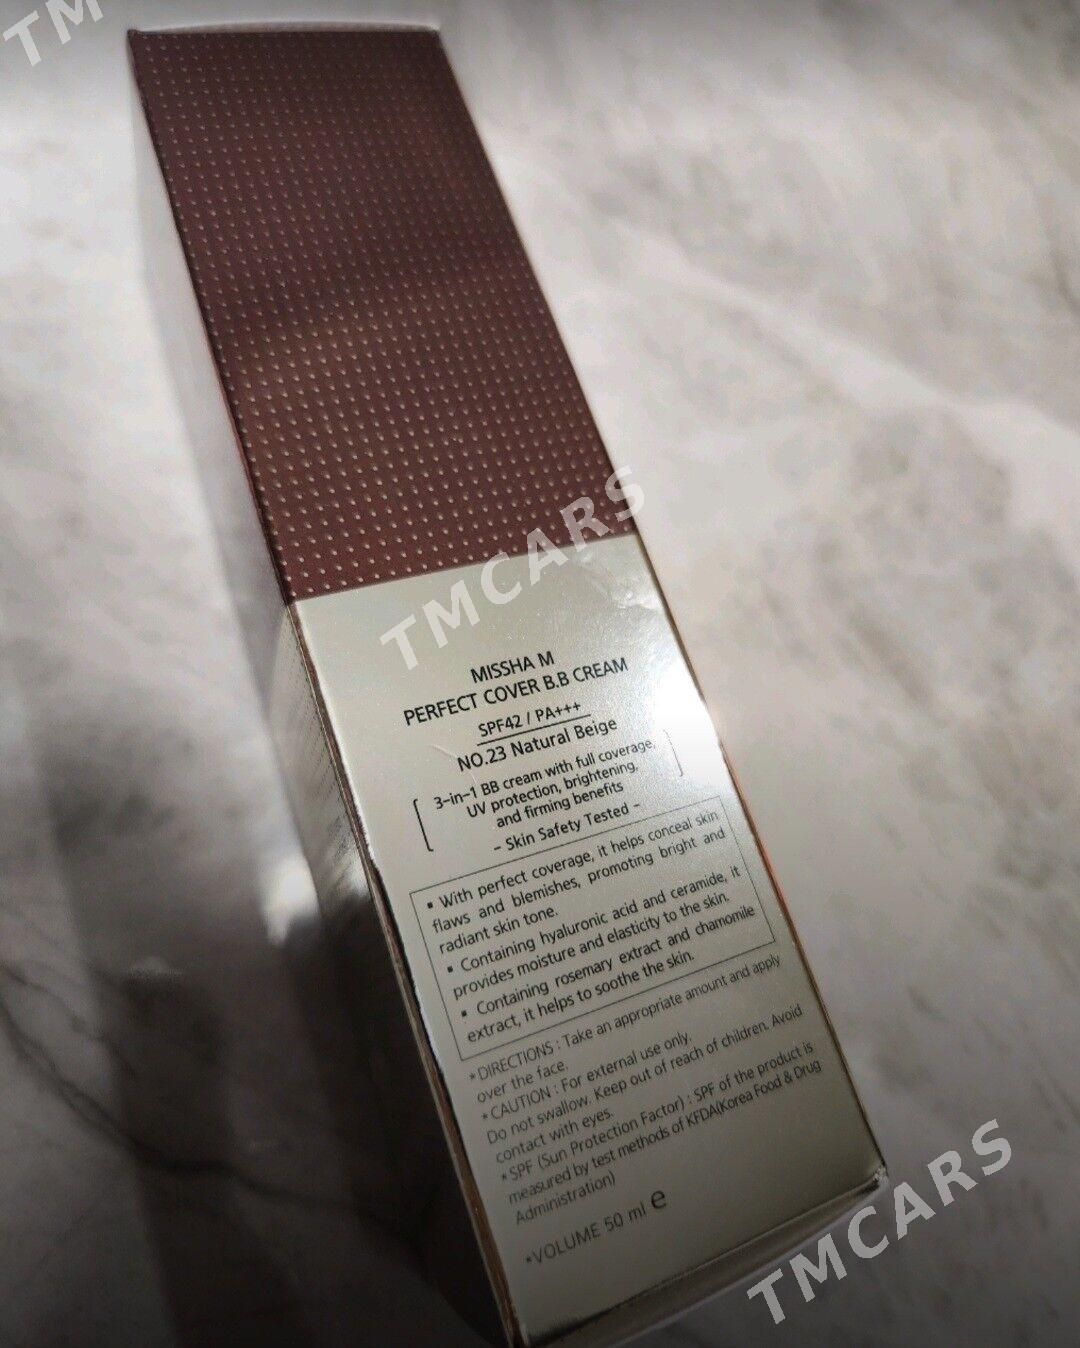 TM
TMCARS
MISSHA M
PERFECT COVER B.B CREAM
SPF42 / PA+++
NO.23 Natural Beige
3-in-1 BB cream with full coverage,
UV protection, brightening,
and firming benefits
- Skin Safety Tested -
▪ With perfect coverage, it helps conceal skin
flaws and blemishes, promoting bright and
radiant skin tone.
▪ Containing hyaluronic acid and ceramide, it
provides moisture and elasticity to the skin.
▪ Containing rosemary extract and chamomile
extract, it helps to soothe the skin.
*DIRECTIONS : Take an appropriate amount and apply
over the face.
*CAUTION : For external use only.
Do not swallow. Keep out of reach of children. Avoid
contact with eyes.
*SPF (Sun Protection Factor) : SPF of the product is
measured by test methods of KFDA(Korea Food & Drug
Administration)
*VOLUME 50 ml e
TMCARS